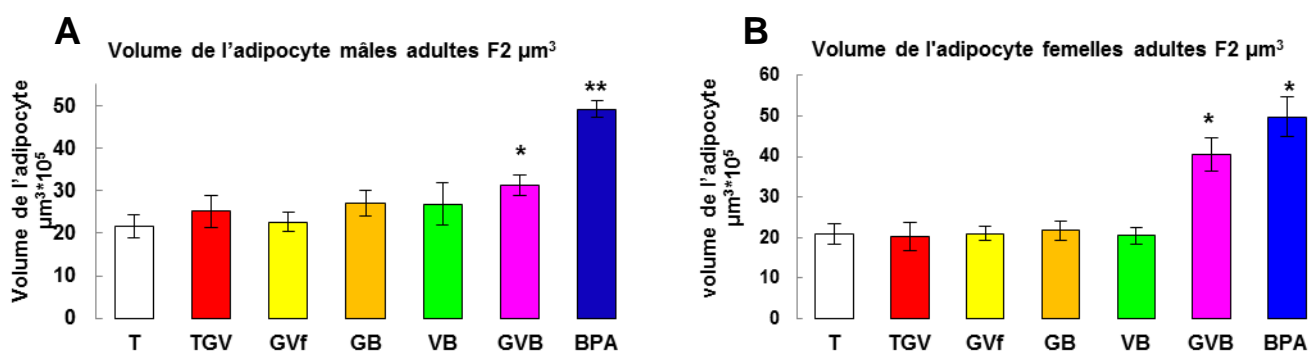 A
Volume de l’adipocyte mâles adultes F2 µm³
Volume de l’adipocyte
µm³*10⁵
50
40
30
20
10
0
**
*
T TGV GVf GB VB GVB BPA
B
Volume de l'adipocyte femelles adultes F2 µm³
volume de l’adipocyte
µm³*10⁵
60
50
40
30
20
10
0
*
*
T TGV GVf GB VB GVB BPA